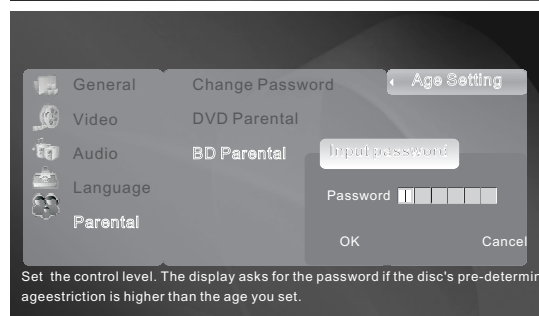 General
Change Password
Age Setting
Video
DVD Parental
Audio
BD Parental
Input password
Language
Password
Parental
OK
Cancel
Set the control level. The display asks for the password if the disc's pre-determin
ageestriction is higher than the age you set.